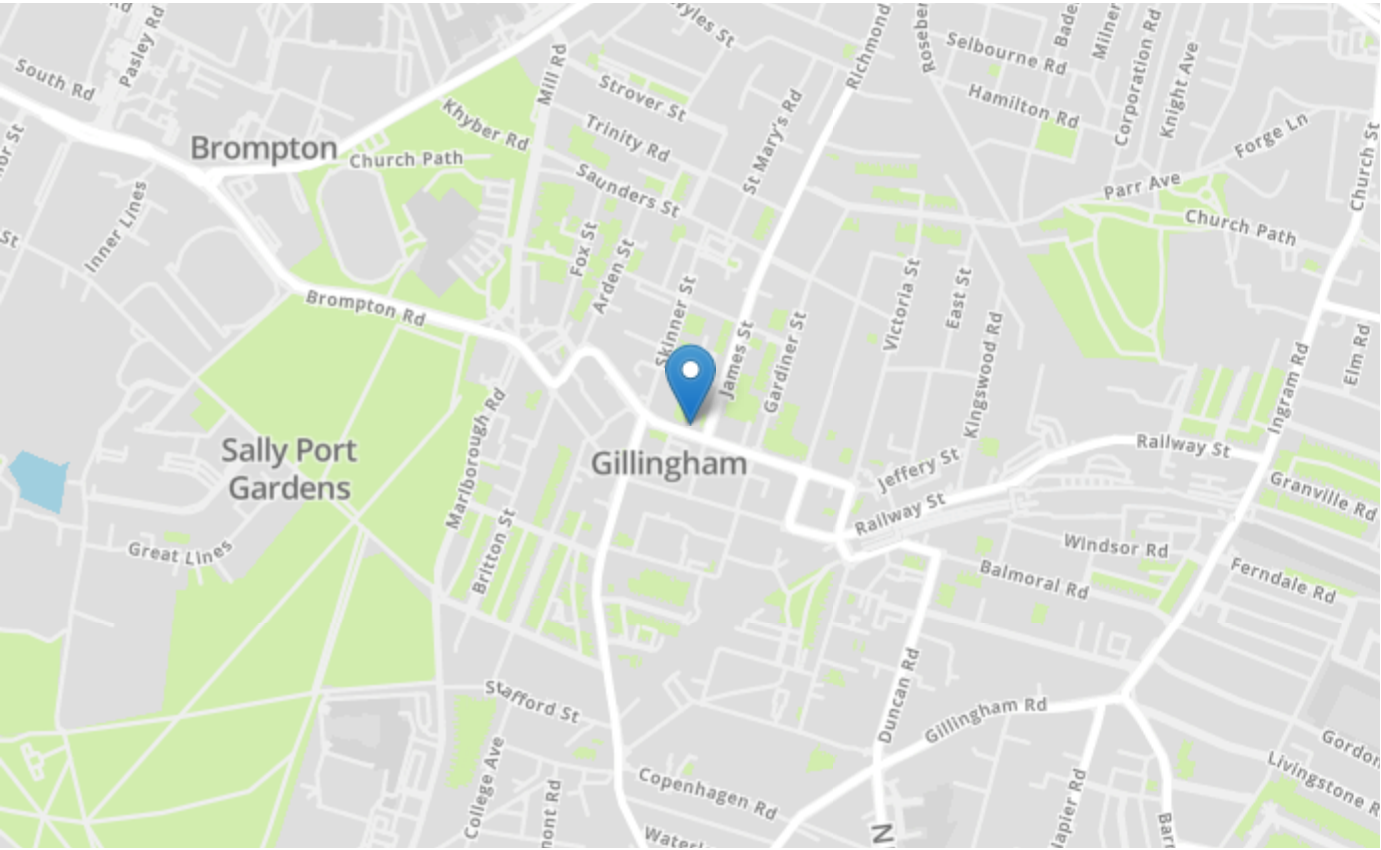 Wyles St
Richmond
Selbourne Rd
Milner
Corporation Rd
Knight Ave
Pasley Rd
South Rd
Mill Rd
Strover St
Hamilton Rd
Khyber Rd
Trinity Rd
St Mary's Rd
Forge Ln
Church St
Brompton
Church Path
Saunders St
Parr Ave
Church Path
Inner Lines
St
Fox St
Arden St
Brompton Rd
Skinner St
James St
Gardiner St
Victoria St
East St
Kingswood Rd
Ingram Rd
Elm Rd
Marlborough Rd
Sally Port
Gardens
Gillingham
Jeffery St
Railway St
Railway St
Granville Rd
Great Lines
Britton St
Windsor Rd
Balmoral Rd
Ferndale Rd
Stafford St
Duncan Rd
Gillingham Rd
College Ave
Copenhagen Rd
Livingstone R
Gordon